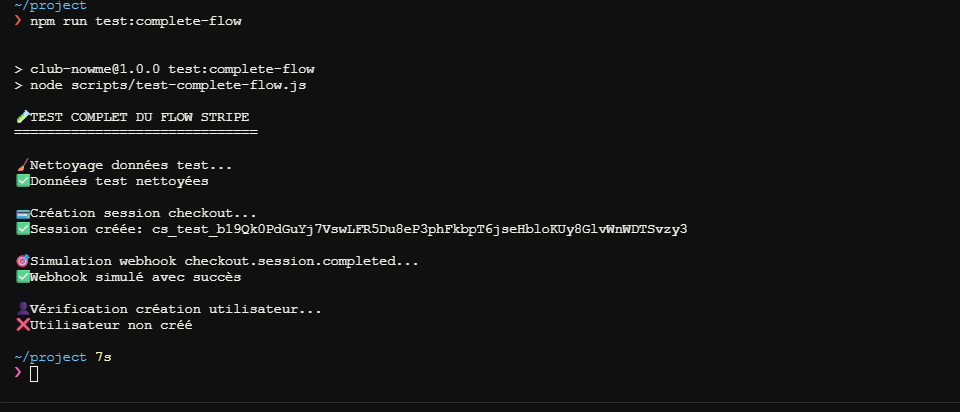 ~/project
❯ npm run test:complete-flow
> club-nowme@1.0.0 test:complete-flow
> node scripts/test-complete-flow.js
🧪TEST COMPLET DU FLOW STRIPE
==============================
🧹Nettoyage données test...
✅Données test nettoyées
💳Création session checkout...
✅Session créée: cs_test_b19Qk0PdGuYj7VswLFR5Du8eP3phFkbpT6jseHbloKUy8GlvWnWDTSvzy3
🎯Simulation webhook checkout.session.completed...
✅Webhook simulé avec succès
👤Vérification création utilisateur...
❌Utilisateur non créé
~/project 7s
❯